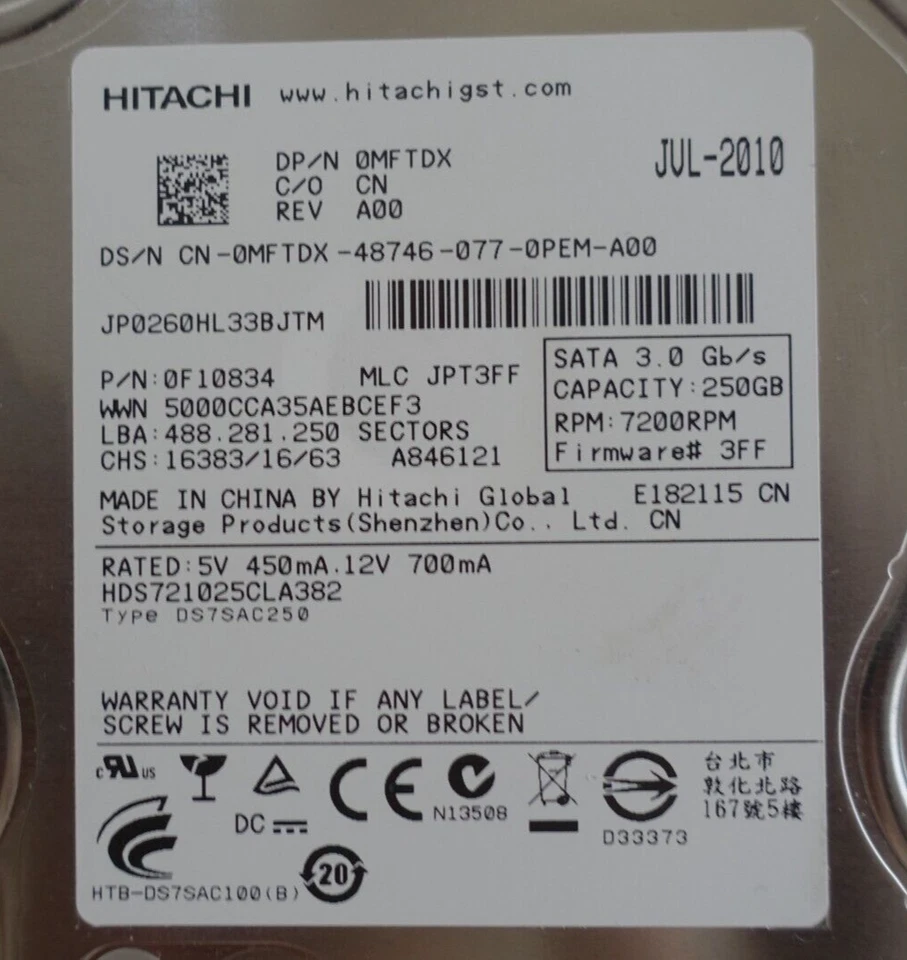 HITACHI www.hitachigst.com
DP/N 0MFTDX
JUL-2010
C/O CN
REV A00
DS/N CN-0MFTDX-48746-077-0PEM-A00
JP0260HL33BJTM
P/N:0F10834 MLC JPT3FF
WWN 5000CCA35AEBCEF3
LBA:488.281.250 SECTORS
CHS:16383/16/63 A846121
SATA 3.0 Gb/s
CAPACITY:250GB
RPM:7200RPM
Firmware# 3FF
MADE IN CHINA BY Hitachi Global E182115 CN
Storage Products(Shenzhen)Co.. Ltd. CN
RATED:5V 450mA.12V 700mA
HDS721025CLA382
Type DS7SAC250
WARRANTY VOID IF ANY LABEL/
SCREW IS REMOVED OR BROKEN
c RU us
DC
CE
N13508
D33373
台北市
敦化北路
167號5樓
HTB-DS7SAC100(B)
20